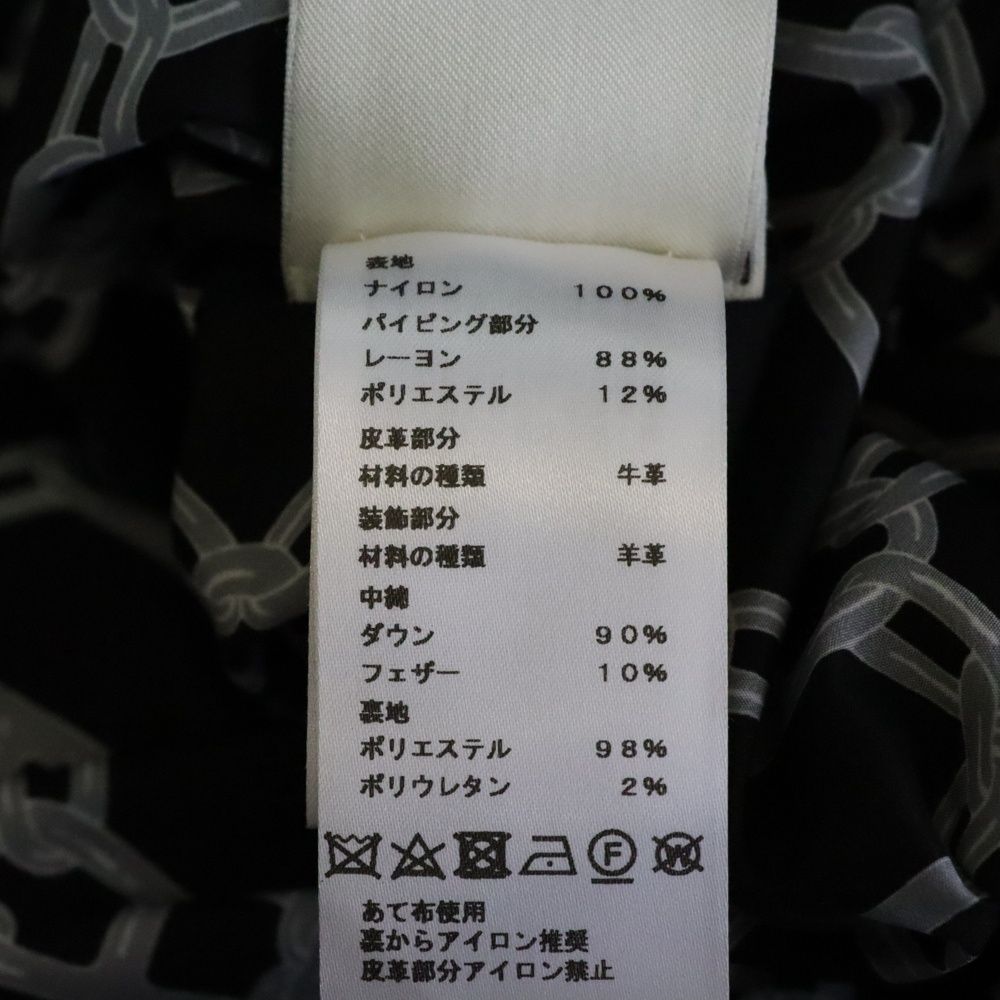 表地
ナイロン 100%
パイピング部分
レーヨン 88%
ポリエステル 12%
皮革部分
材料の種類 牛革
装飾部分
材料の種類 羊革
中綿
ダウン 90%
フェザー 10%
裏地
ポリエステル 98%
ポリウレタン 2%
F W
あて布使用
裏からアイロン推奨
皮革部分アイロン禁止